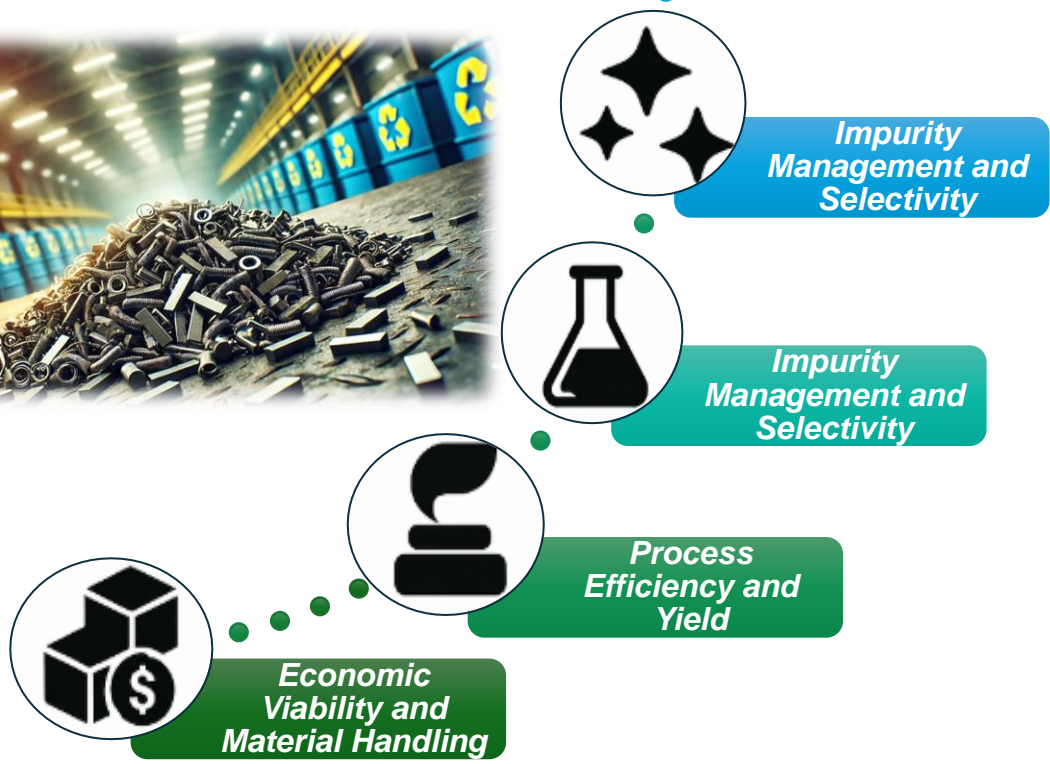 Impurity
Management and
Selectivity
Impurity
Management and
Selectivity
Process
Efficiency and
Yield
$
Economic
Viability and
Material Handling